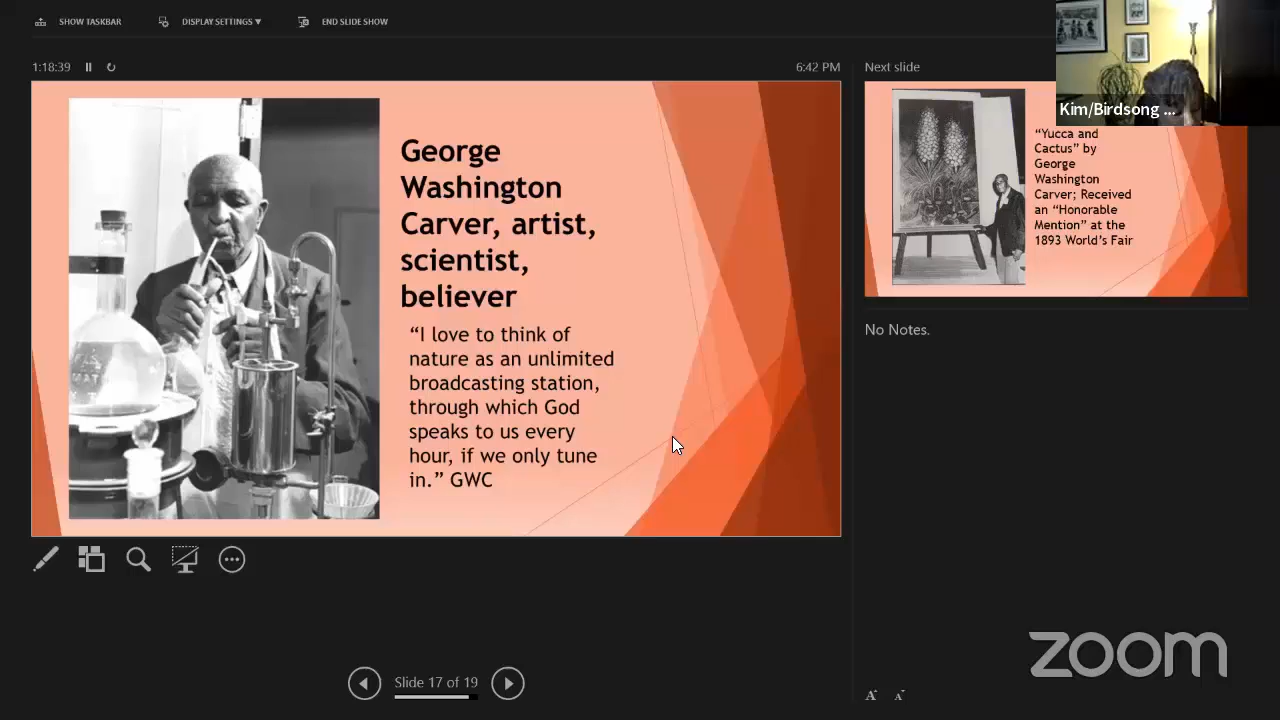 SHOW TASKBAR
DISPLAY SETTINGS ▼
END SLIDE SHOW
1:18:39
6:42 PM
Next slide
George
Washington
Carver, artist,
scientist,
believer
“I love to think of
nature as an unlimited
broadcasting station,
through which God
speaks to us every
hour, if we only tune
in.” GWC
Kim/Birdsong ...
“Yucca and
Cactus” by
George
Washington
Carver; Received
an “Honorable
Mention” at the
1893 World’s Fair
No Notes.
Slide 17 of 19
A
A
zoom